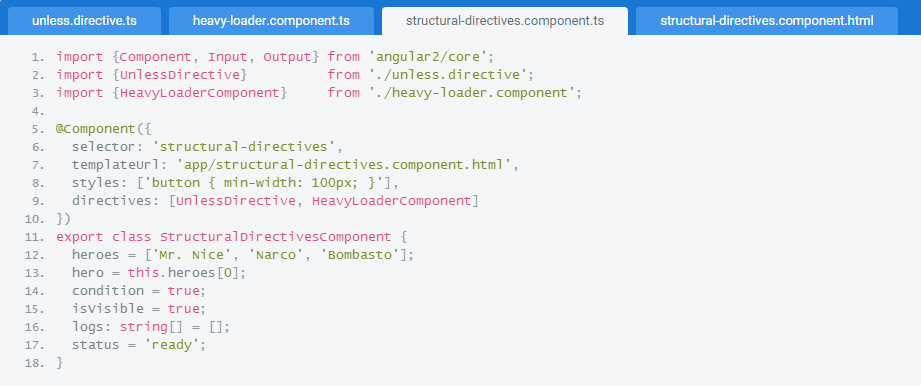 unless.directive.ts heavy-loader.component.ts structural-directives.component.ts structural-directives.component.html
1. import {Component, Input, Output} from 'angular2/core';
2. import {UnlessDirective}          from './unless.directive';
3. import {HeavyLoaderComponent}     from './heavy-loader.component';
4.
5. @Component({
6.   selector: 'structural-directives',
7.   templateUrl: 'app/structural-directives.component.html',
8.   styles: ['button { min-width: 100px; }'],
9.   directives: [UnlessDirective, HeavyLoaderComponent]
10. })
11. export class StructuralDirectivesComponent {
12.   heroes = ['Mr. Nice', 'Narco', 'Bombasto'];
13.   hero = this.heroes[0];
14.   condition = true;
15.   isVisible = true;
16.   logs: string[] = [];
17.   status = 'ready';
18. }